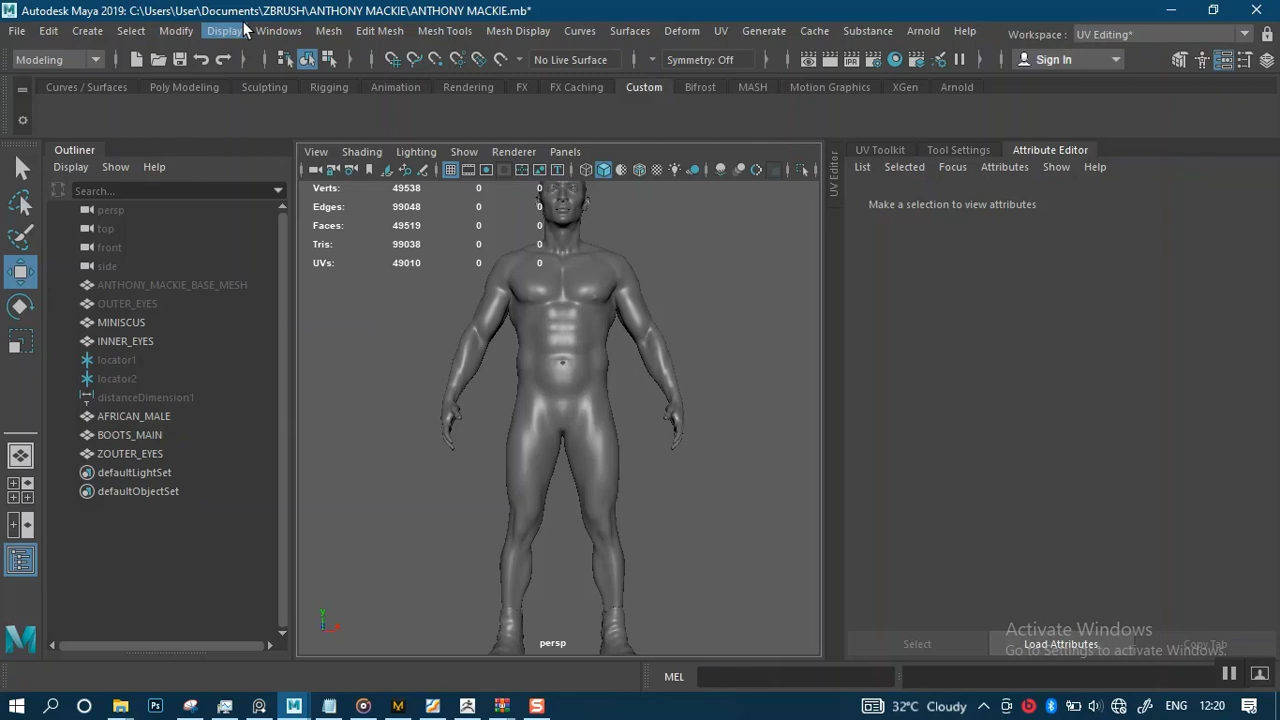 Autodesk Maya 2019: C:\Users\User\Documents\ZBRUSH\ANTHONY MACKIE\ANTHONY MACKIE.mb*
File Edit Create Select Modify Display Windows Mesh Edit Mesh Mesh Tools Mesh Display Curves Surfaces Deform UV Generate Cache Substance Arnold Help Workspace : UV Editing*
Modeling No Live Surface Symmetry: Off Sign In
Curves / Surfaces Poly Modeling Sculpting Rigging Animation Rendering FX FX Caching Custom Bifrost MASH Motion Graphics XGen Arnold
Outliner
Display Show Help
Search...
persp
top
front
side
ANTHONY_MACKIE_BASE_MESH
OUTER_EYES
MINISCUS
INNER_EYES
locator1
locator2
distanceDimension1
AFRICAN_MALE
BOOTS_MAIN
ZOUTER_EYES
defaultLightSet
defaultObjectSet
View Shading Lighting Show Renderer Panels
Verts: 49538 0 0
Edges: 99048 0 0
Faces: 49519 0 0
Tris: 99038 0 0
UVs: 49010 0 0
persp
UV Editor
UV Toolkit Tool Settings Attribute Editor
List Selected Focus Attributes Show Help
Make a selection to view attributes
Activate Windows
Go to Settings to activate Windows.
Select Load Attributes Copy Tab
MEL
32°C Cloudy 12:20